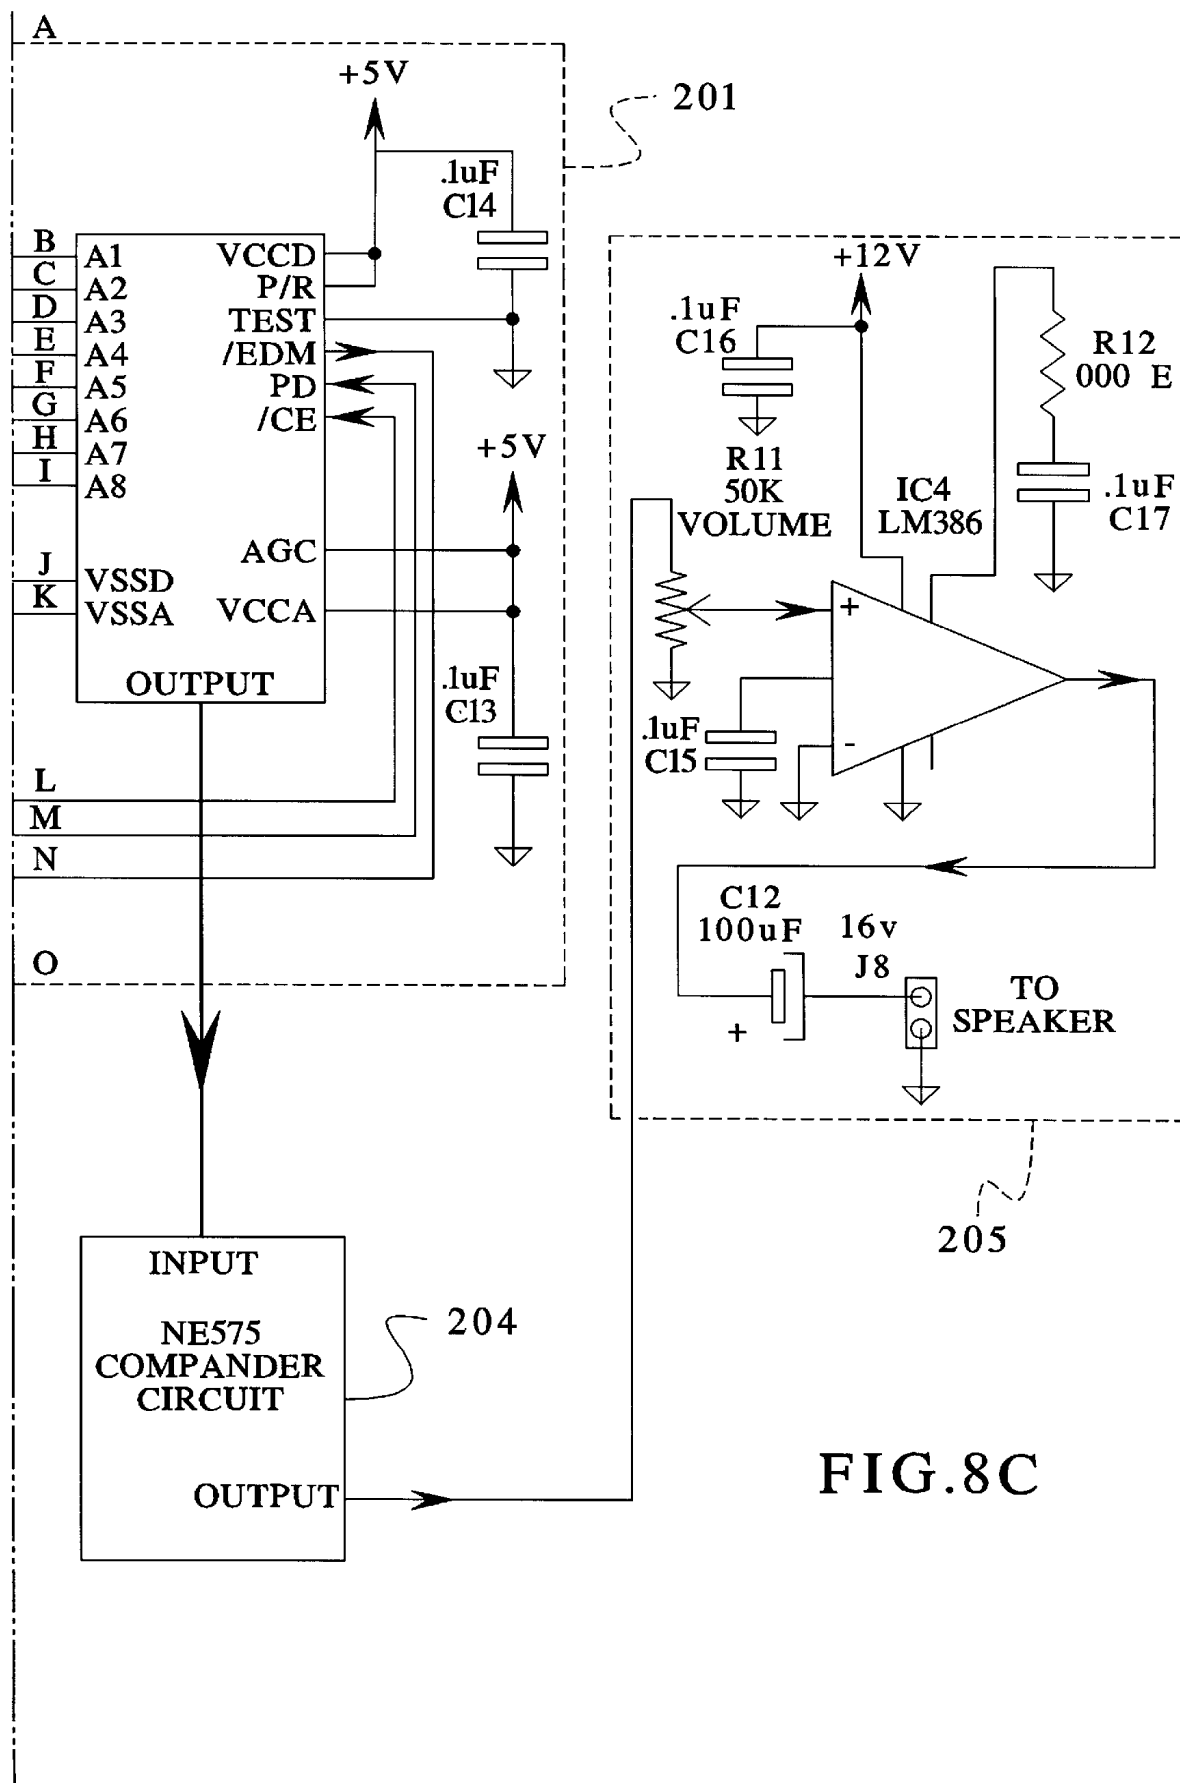 A
+5V
201
.1uF
C14
B
A1
VCCD
C
A2
P/R
D
A3
TEST
E
A4
/EDM
F
A5
PD
G
A6
/CE
H
A7
I
A8
+5V
AGC
J
VSSD
K
VSSA
VCCA
OUTPUT
.1uF
C13
L
M
N
O
+12V
.1uF
C16
R12
000 E
R11
50K
VOLUME
IC4
LM386
.1uF
C17
+
.1uF
C15
-
C12
100uF
16v
J8
+
TO
SPEAKER
205
INPUT
NE575
COMPANDER
CIRCUIT
204
OUTPUT
FIG.8C